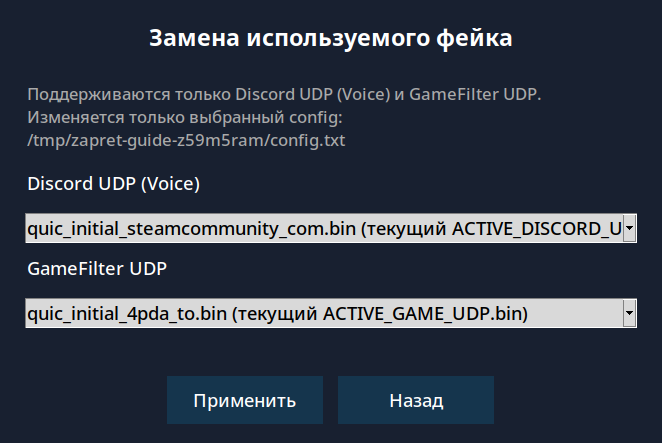 Замена используемого фейка
Поддерживаются только Discord UDP (Voice) и GameFilter UDP.
Изменяется только выбранный config:
/tmp/zapret-guide-z59m5ram/config.txt
Discord UDP (Voice)
quic_initial_steamcommunity_com.bin (текущий ACTIVE_DISCORD_U
GameFilter UDP
quic_initial_4pda_to.bin (текущий ACTIVE_GAME_UDP.bin)
Применить
Назад